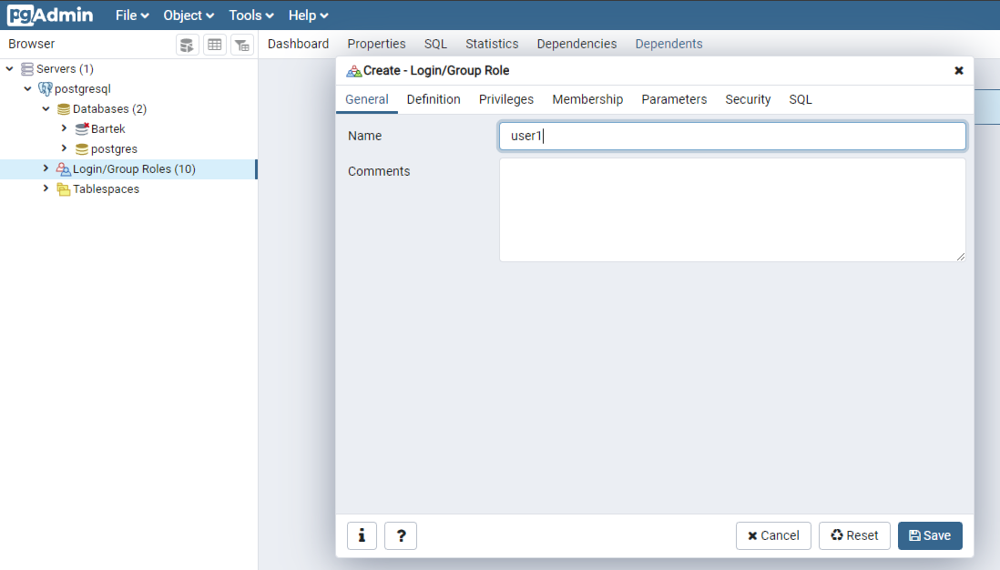 pgAdmin File Object Tools Help
Browser
Dashboard Properties SQL Statistics Dependencies Dependents
Servers (1)
postgresql
Databases (2)
Bartek
postgres
Login/Group Roles (10)
Tablespaces
Create - Login/Group Role
General Definition Privileges Membership Parameters Security SQL
Name user1
Comments
i ? Cancel Reset Save